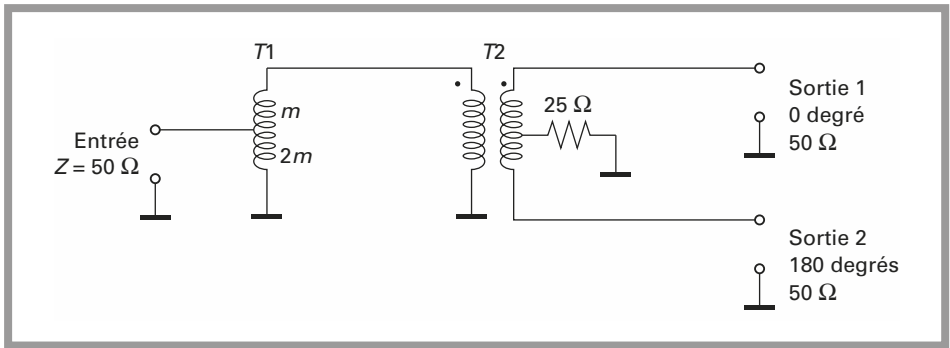 T1
T2
m
2m
25 Ω
Entrée
Z = 50 Ω
Sortie 1
0 degré
50 Ω
Sortie 2
180 degrés
50 Ω